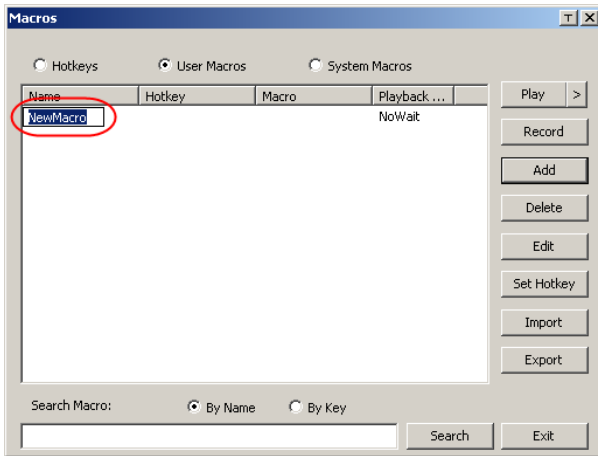 Macros
Hotkeys User Macros System Macros
Name Hotkey Macro Playback ... Play >
NewMacro NoWait
Record
Add
Delete
Edit
Set Hotkey
Import
Export
Search Macro: By Name By Key
Search Exit